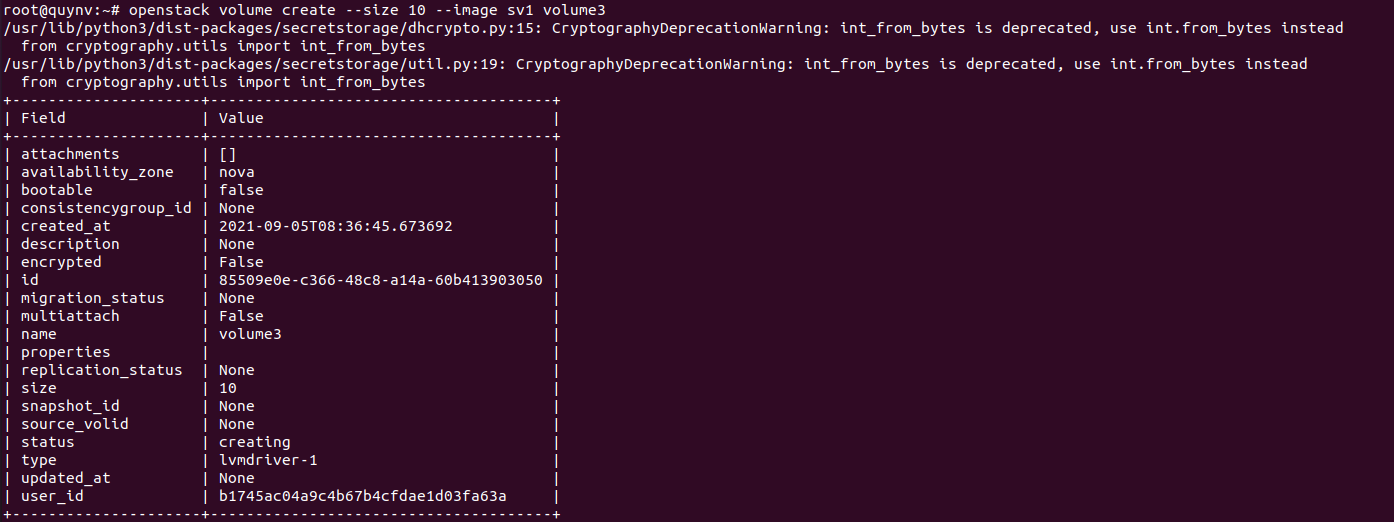 root@quynv:~# openstack volume create --size 10 --image sv1 volume3
/usr/lib/python3/dist-packages/secretstorage/dhcrypto.py:15: CryptographyDeprecationWarning: int_from_bytes is deprecated, use int.from_bytes instead
  from cryptography.utils import int_from_bytes
/usr/lib/python3/dist-packages/secretstorage/util.py:19: CryptographyDeprecationWarning: int_from_bytes is deprecated, use int.from_bytes instead
  from cryptography.utils import int_from_bytes
+---------------------+--------------------------------------+
| Field               | Value                                |
+---------------------+--------------------------------------+
| attachments         | []                                   |
| availability_zone   | nova                                 |
| bootable            | false                                |
| consistencygroup_id | None                                 |
| created_at          | 2021-09-05T08:36:45.673692           |
| description         | None                                 |
| encrypted           | False                                |
| id                  | 85509e0e-c366-48c8-a14a-60b413903050 |
| migration_status    | None                                 |
| multiattach         | False                                |
| name                | volume3                              |
| properties          |                                      |
| replication_status  | None                                 |
| size                | 10                                   |
| snapshot_id         | None                                 |
| source_volid        | None                                 |
| status              | creating                             |
| type                | lvmdriver-1                          |
| updated_at          | None                                 |
| user_id             | b1745ac04a9c4b67b4cfdae1d03fa63a     |
+---------------------+--------------------------------------+